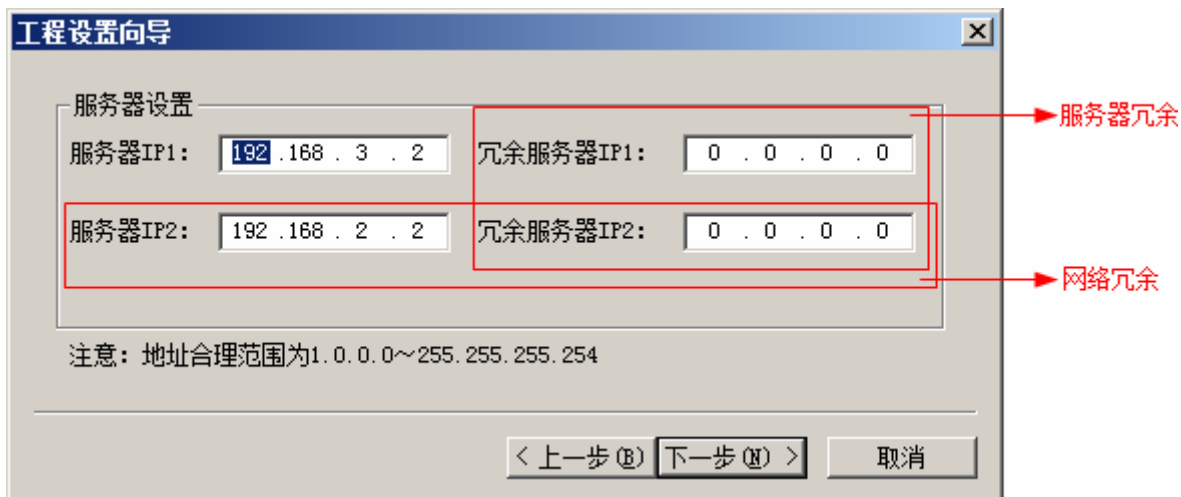 工程设置向导
服务器设置
服务器IP1: 192 .168 . 3 . 2 冗余服务器IP1: 0 . 0 . 0 . 0
服务器冗余
服务器IP2: 192 .168 . 2 . 2 冗余服务器IP2: 0 . 0 . 0 . 0
网络冗余
注意: 地址合理范围为1.0.0.0～255.255.255.254
< 上一步(B) 下一步(N) > 取消